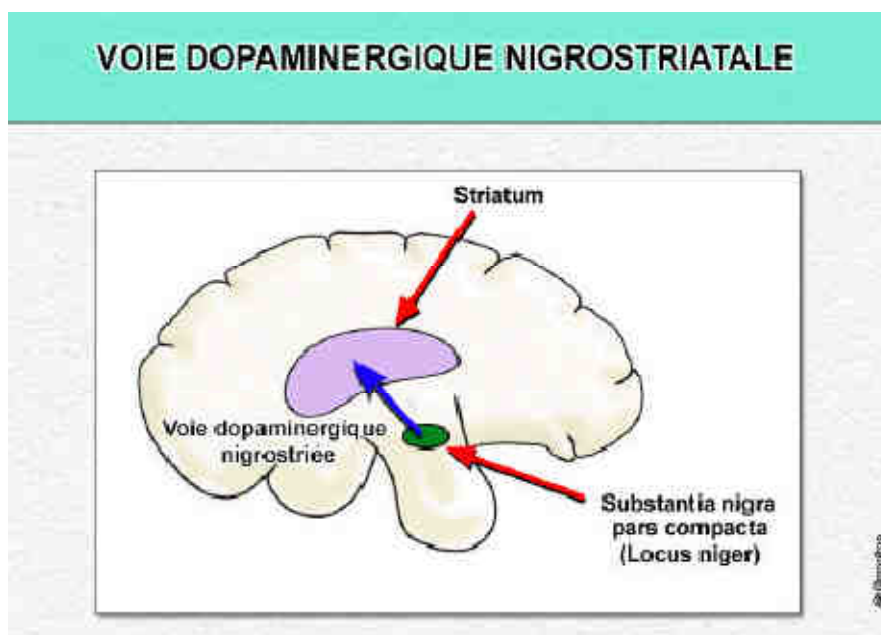 VOIE DOPAMINERGIQUE NIGROSTRIATALE
Striatum
Voie dopaminergique
nigrostriée
Substantia nigra
pars compacta
(Locus niger)